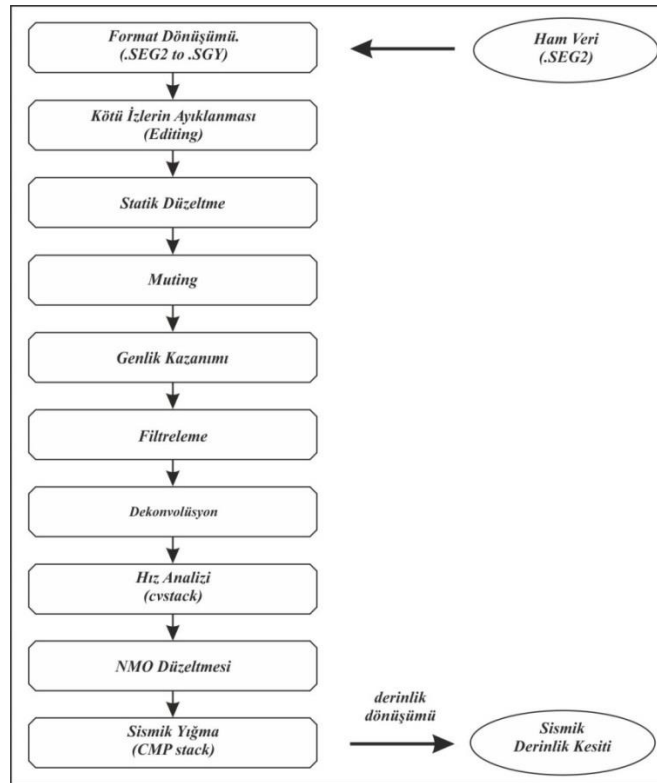 Ham Veri
(.SEG2)
Format Dönüşümü.
(.SEG2 to .SGY)
Kötü İzlerin Ayıklanması
(Editing)
Statik Düzeltme
Muting
Genlik Kazanımı
Filtreleme
Dekonvolüsyon
Hız Analizi
(cvstack)
NMO Düzeltmesi
Sismik Yığma
(CMP stack)
derinlik
dönüşümü
Sismik
Derinlik Kesiti